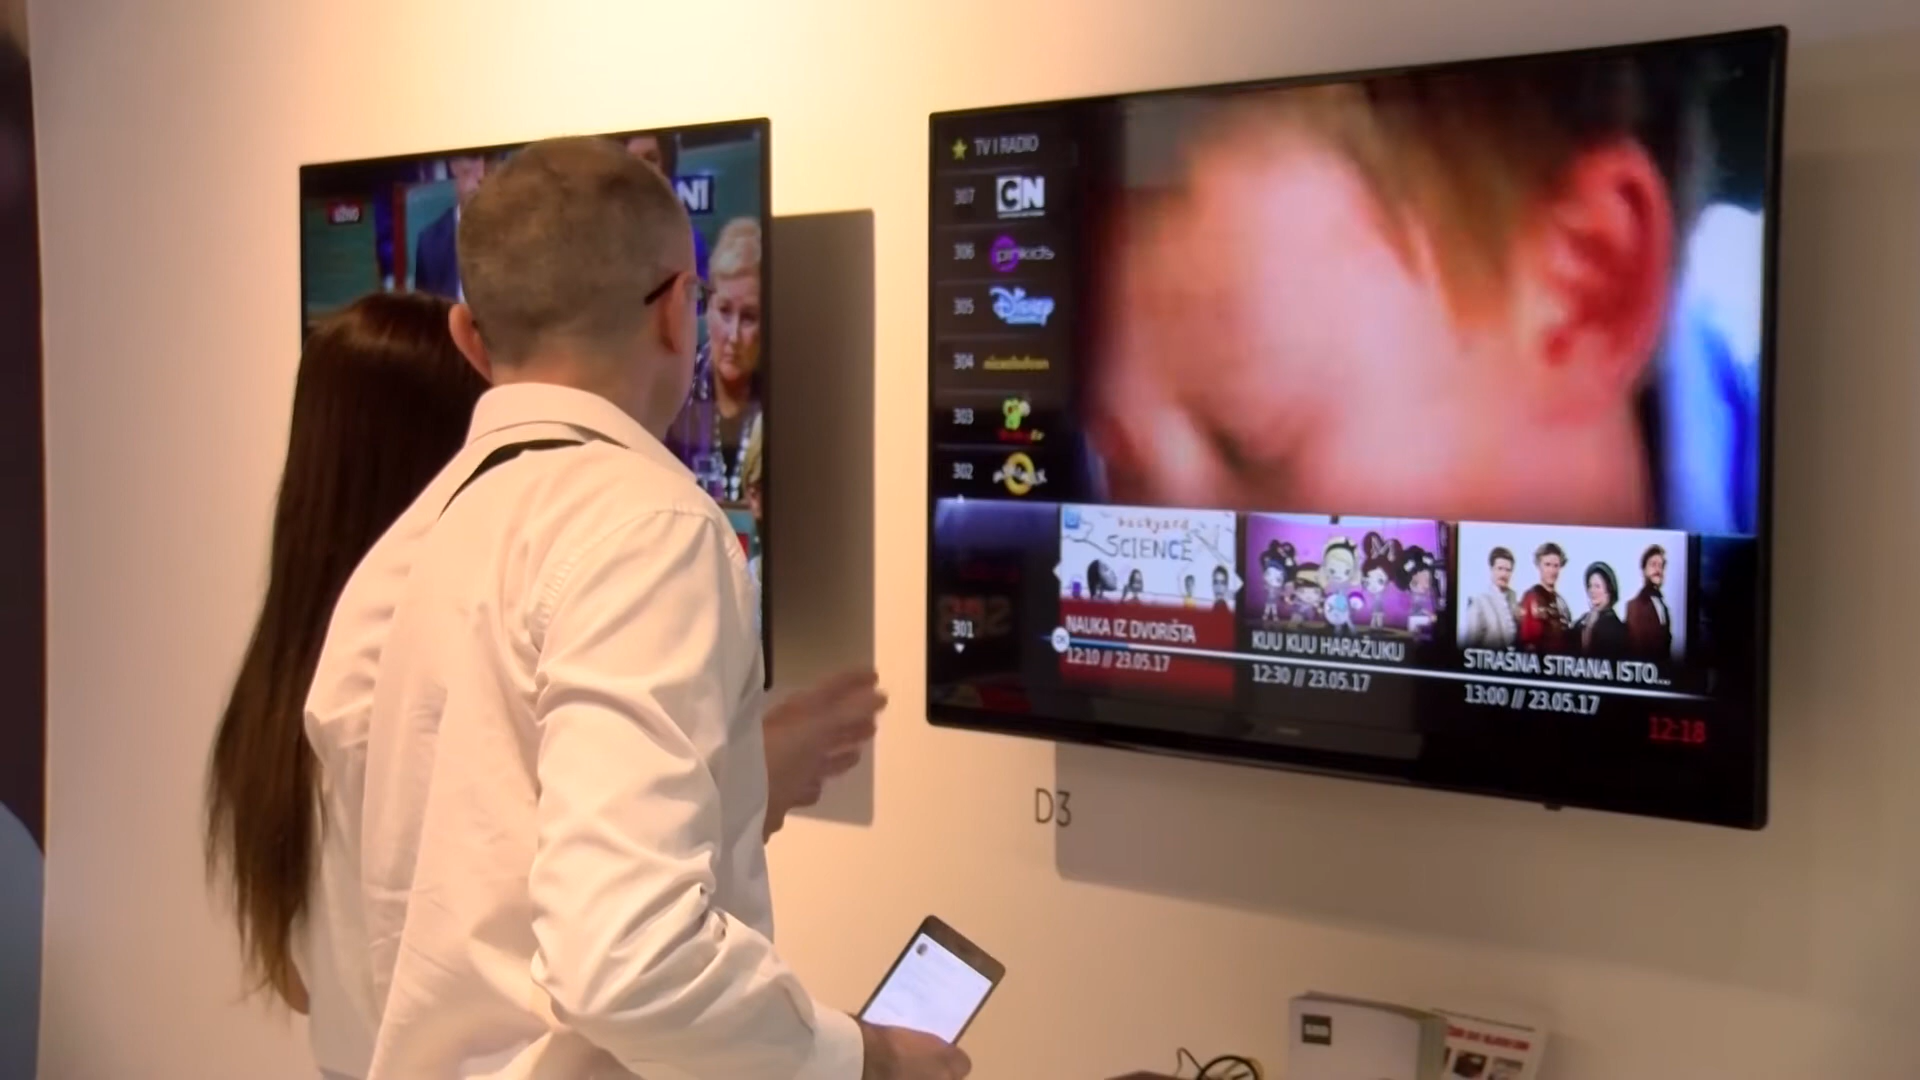 UŽIVO
N1
TV I RADIO
307
CN
306
pinkids
305
Disney
304
nickelodeon
303
302
backyard
SCIENCE
301
NAUKA IZ DVORIŠTA
12:10 // 23.05.17
KUU KUU HARAŽUKU
12:30 // 23.05.17
STRAŠNA STRANA ISTO...
13:00 // 23.05.17
12:18
D3